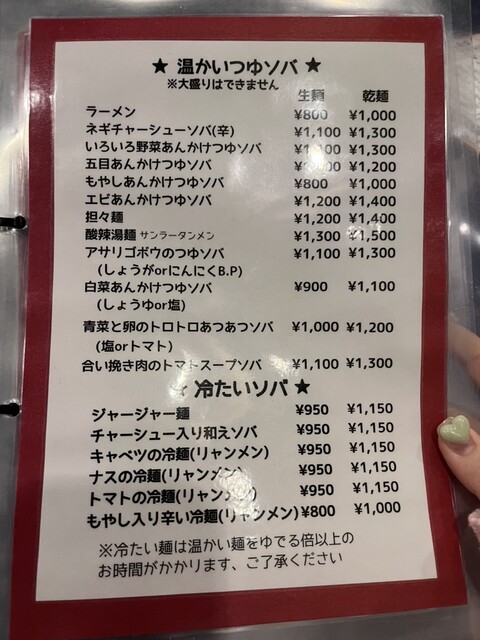 ★ 温かいつゆソバ ★
※大盛りはできません
生麺 乾麺
ラーメン ¥800 ¥1,000
ネギチャーシューソバ(辛) ¥1,100 ¥1,300
いろいろ野菜あんかけつゆソバ ¥1,300
五目あんかけつゆソバ ¥1,200
もやしあんかけつゆソバ ¥800 ¥1,000
エビあんかけつゆソバ ¥1,200 ¥1,400
担々麺 ¥1,200 ¥1,400
酸辣湯麺 サンラータンメン ¥1,300 ¥1,500
アサリゴボウのつゆソバ ¥1,100 ¥1,300
(しょうがorにんにくB.P)
白菜あんかけつゆソバ ¥900 ¥1,100
(しょうゆor塩)
青菜と卵のトロトロあつあつソバ ¥1,000 ¥1,200
(塩orトマト)
合い挽き肉のトマトスープソバ ¥1,100 ¥1,300
★ 冷たいソバ ★
ジャージャー麺 ¥950 ¥1,150
チャーシュー入り和えソバ ¥950 ¥1,150
キャベツの冷麺(リャンメン) ¥950 ¥1,150
ナスの冷麺(リャンメン) ¥950 ¥1,150
トマトの冷麺(リャンメン) ¥950 ¥1,150
もやし入り辛い冷麺(リャンメン) ¥800 ¥1,000
※冷たい麺は温かい麺をゆでる倍以上の
お時間がかかります、ご了承ください